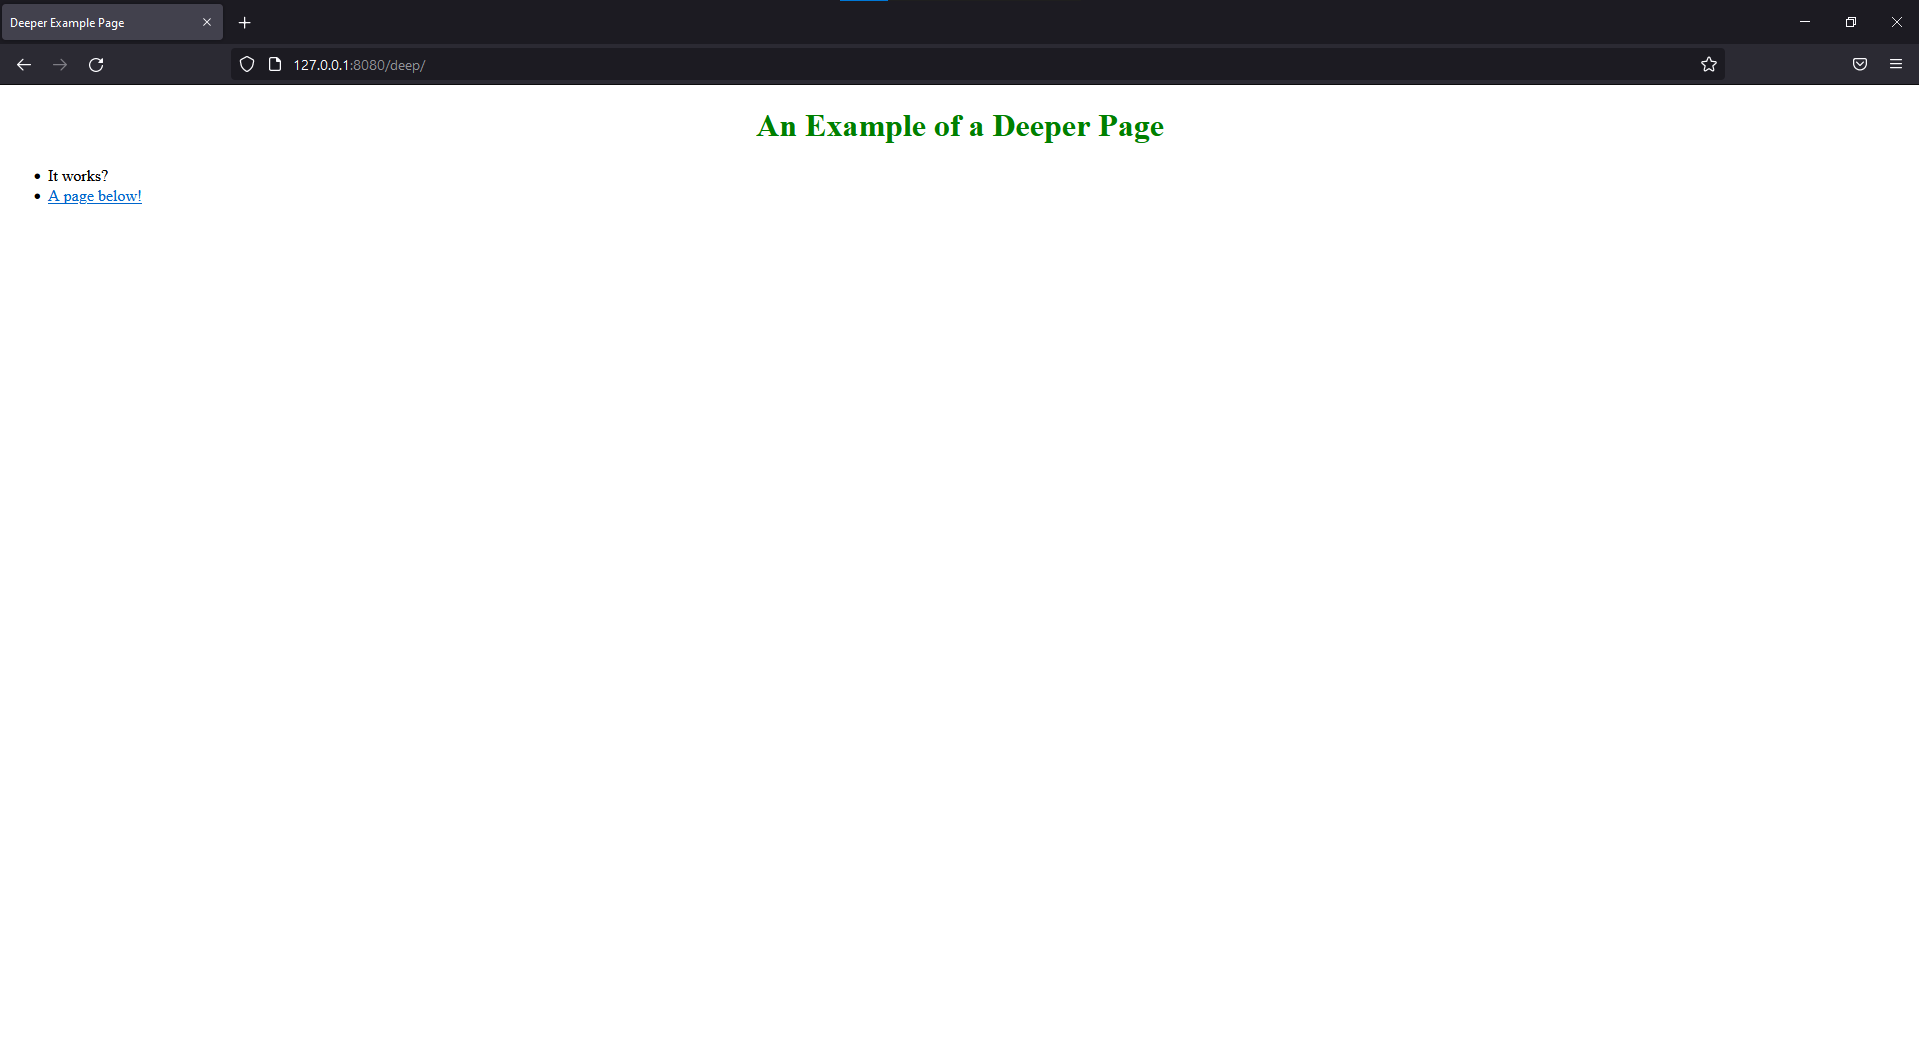 Deeper Example Page
127.0.0.1:8080/deep/
An Example of a Deeper Page
It works?
A page below!